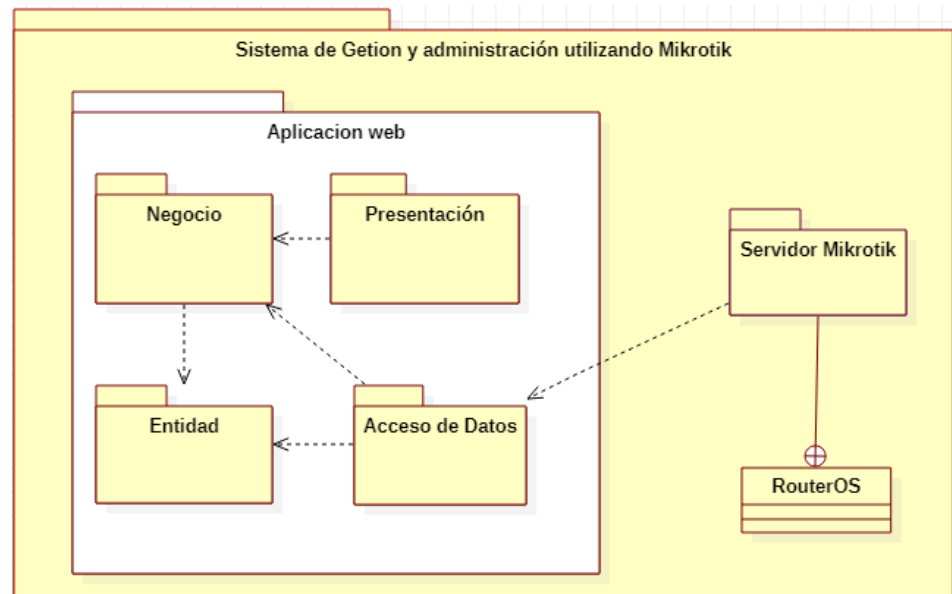 Sistema de Getion y administración utilizando Mikrotik
Aplicacion web
Negocio
Presentación
Servidor Mikrotik
Entidad
Acceso de Datos
RouterOS